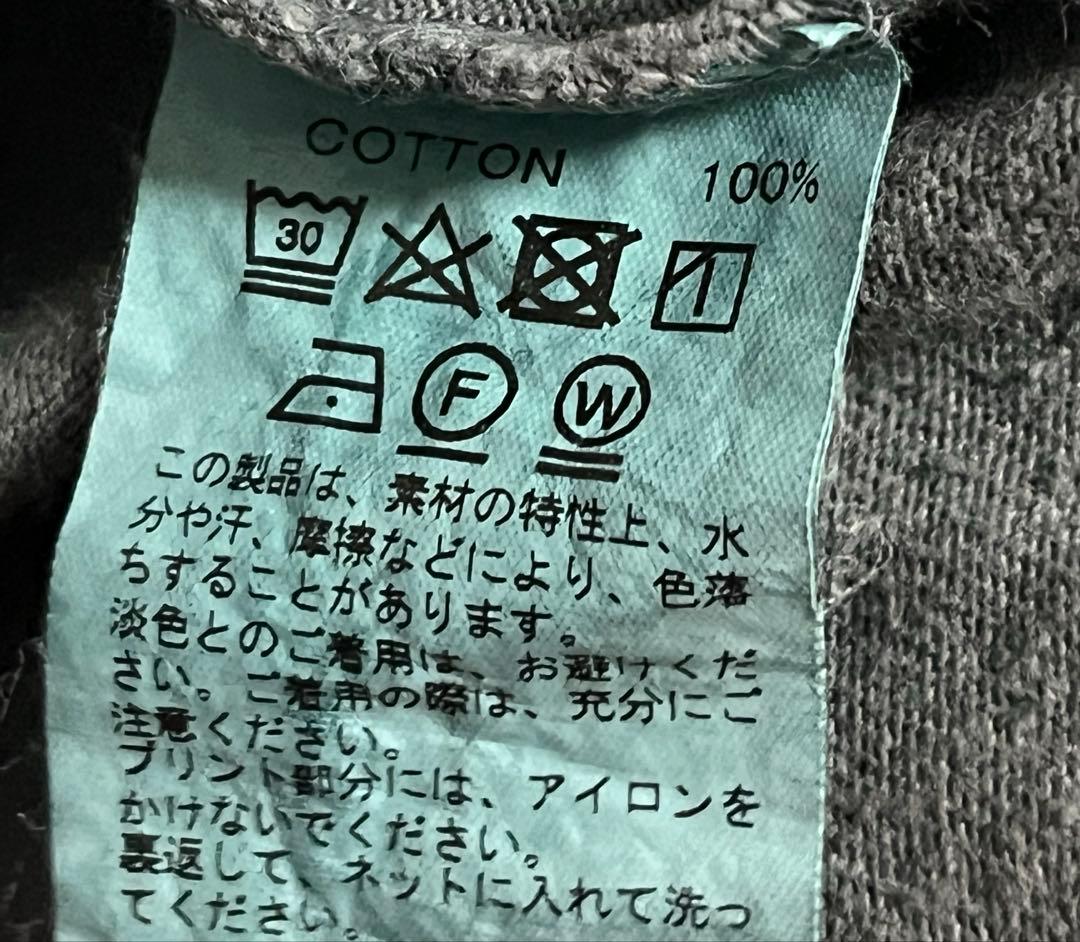 COTTON 100%
30
F W
この製品は、素材の特性上、水
分や汗、摩擦などにより、色落
ちすることがあります。
淡色とのご着用は、お避けくだ
さい。ご着用の際は、充分にご
注意ください。
プリント部分には、アイロンを
かけないでください。
裏返して、ネットに入れて洗っ
てください。